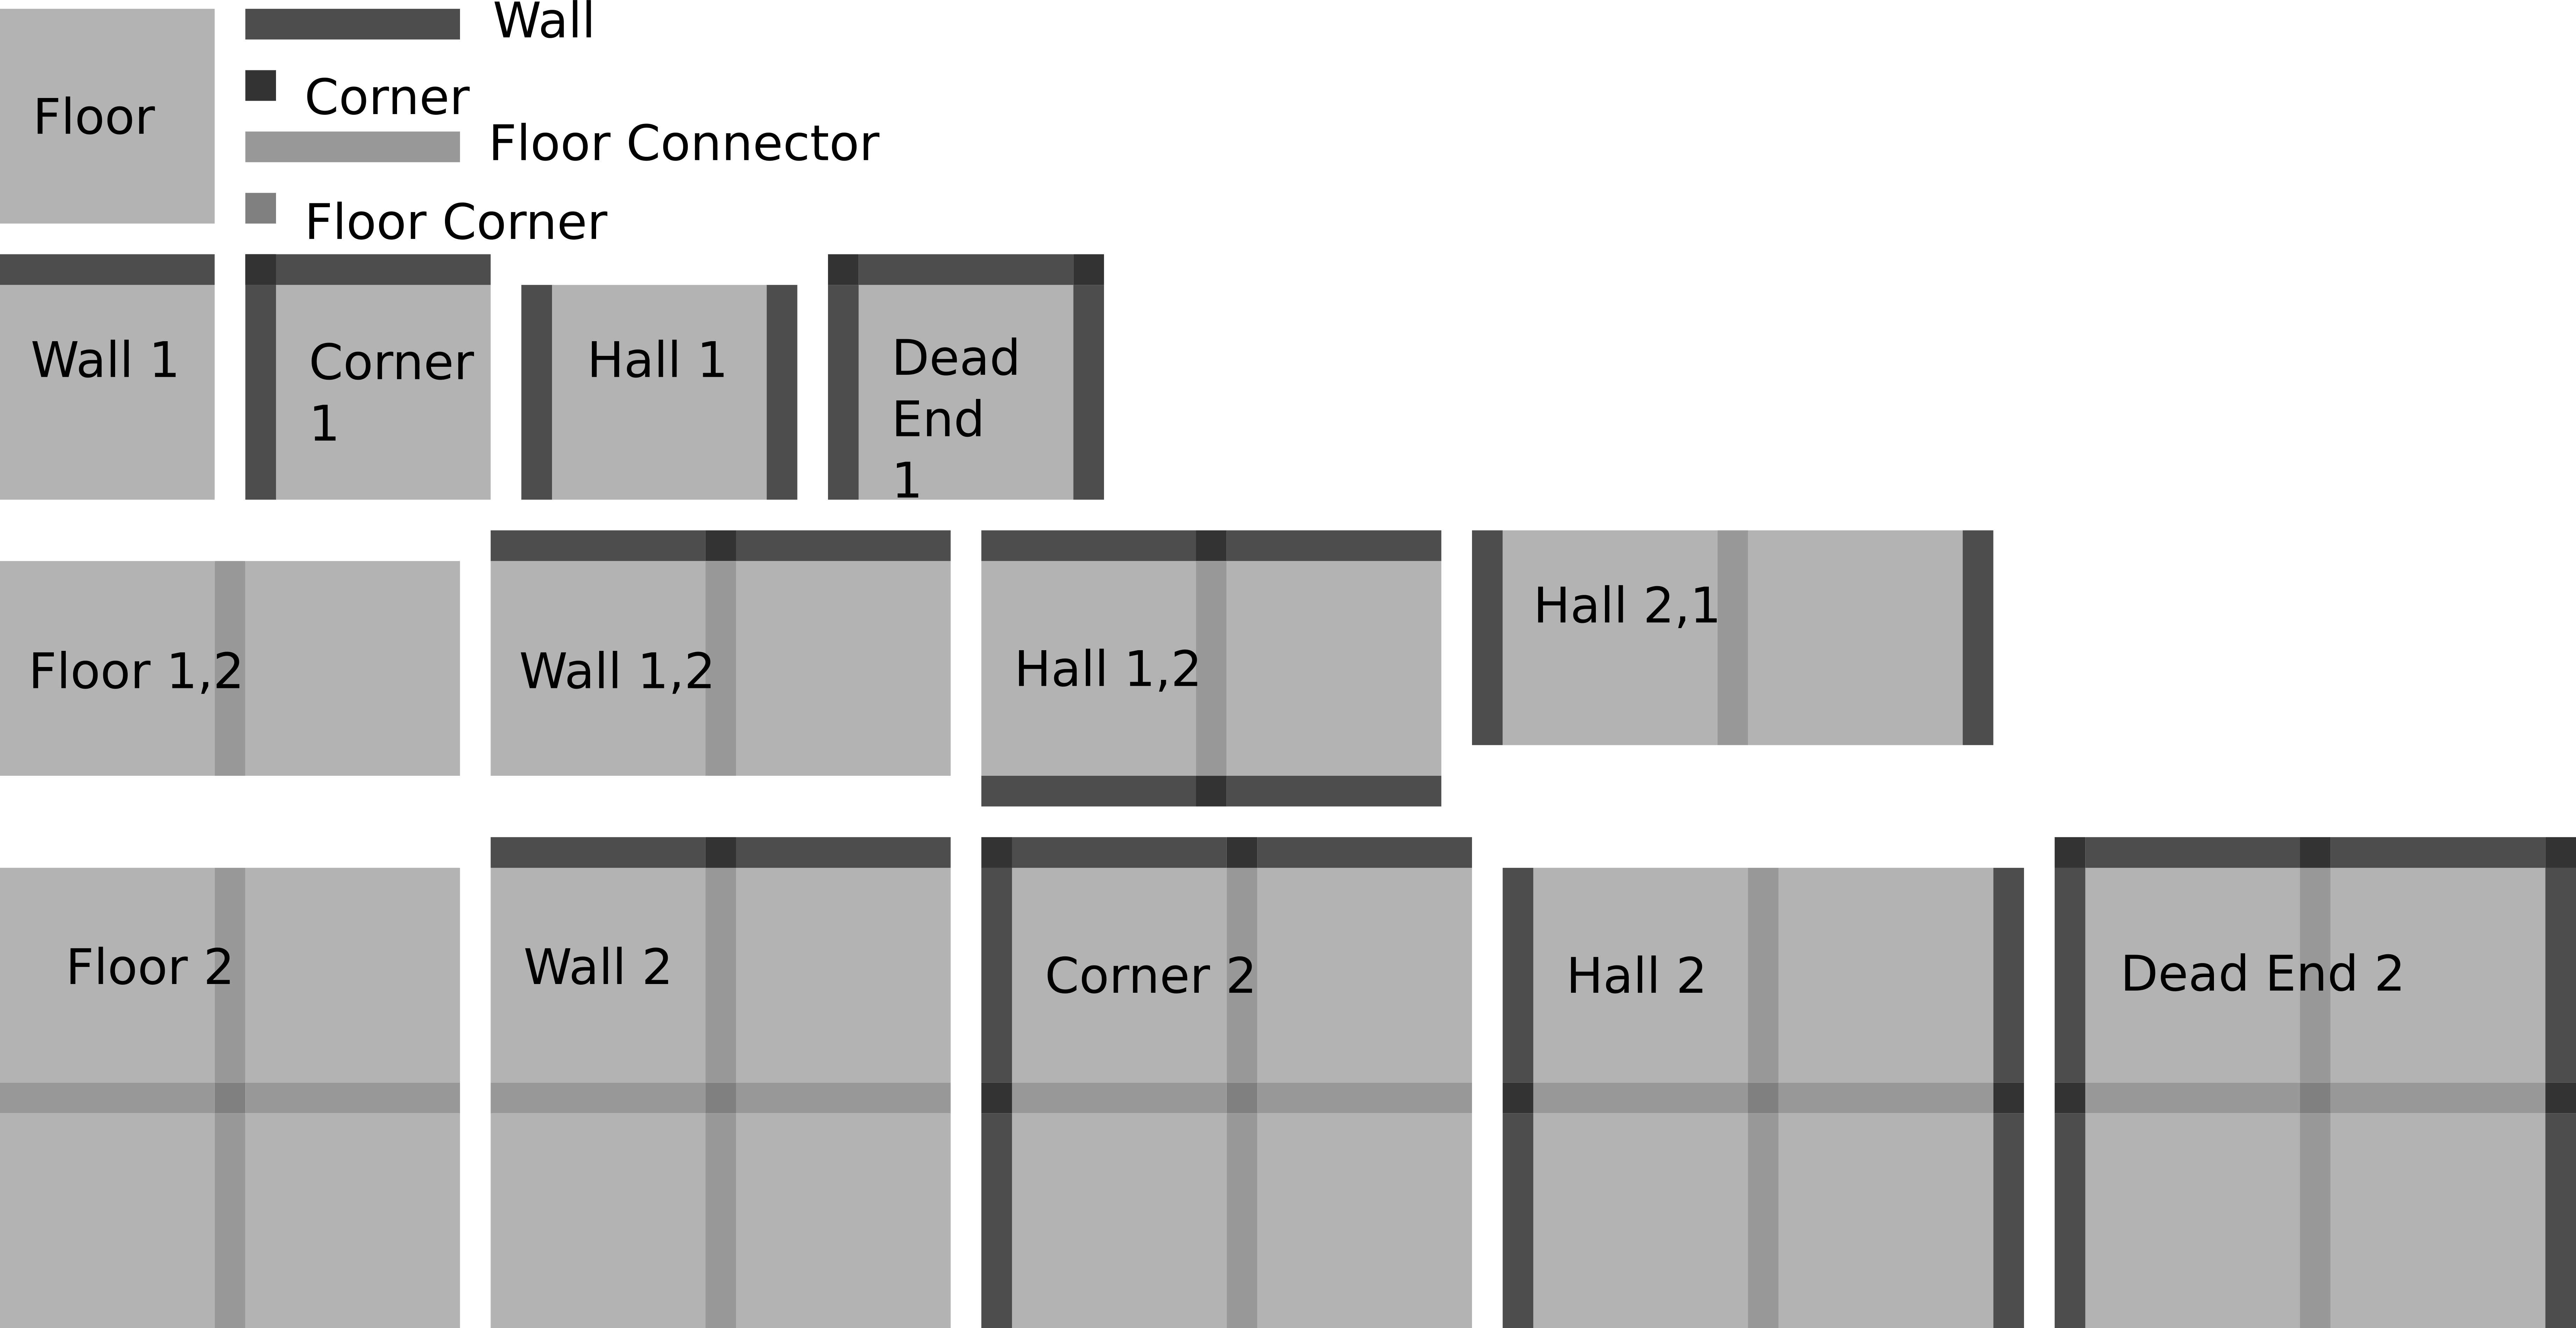 Wall
Floor
Corner
Floor Connector
Floor Corner
Wall 1
Corner
1
Hall 1
Dead
End
1
Floor 1,2
Wall 1,2
Hall 1,2
Hall 2,1
Floor 2
Wall 2
Corner 2
Hall 2
Dead End 2